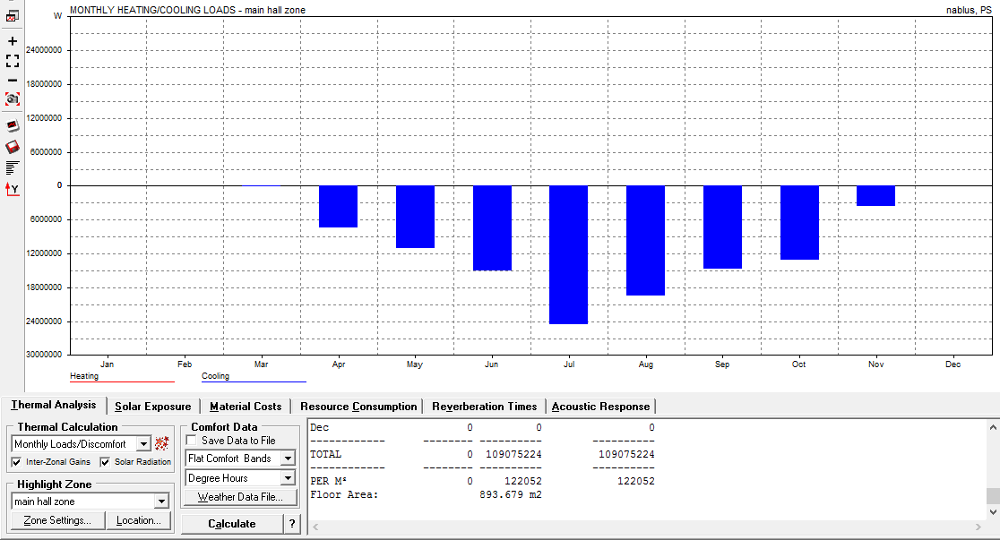 MONTHLY HEATING/COOLING LOADS - main hall zone nablus, PS
W
24000000
18000000
12000000
6000000
0
6000000
12000000
18000000
24000000
30000000
Jan Feb Mar Apr May Jun Jul Aug Sep Oct Nov Dec
Heating Cooling
Y
Thermal Analysis Solar Exposure Material Costs Resource Consumption Reverberation Times Acoustic Response
Thermal Calculation
Monthly Loads/Discomfort
Inter-Zonal Gains Solar Radiation
Highlight Zone
main hall zone
Zone Settings... Location...
Comfort Data
Save Data to File
Flat Comfort Bands
Degree Hours
Weather Data File...
Calculate ?
Dec 0 0 0
------------ -------- ---------- ----------
TOTAL 0 109075224 109075224
------------ -------- ---------- ----------
PER M² 0 122052 122052
Floor Area: 893.679 m2